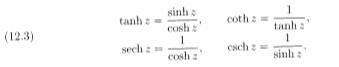 (12.3)
tanh z = sinh z / cosh z, coth z = 1 / tanh z,
sech z = 1 / cosh z, csch z = 1 / sinh z.